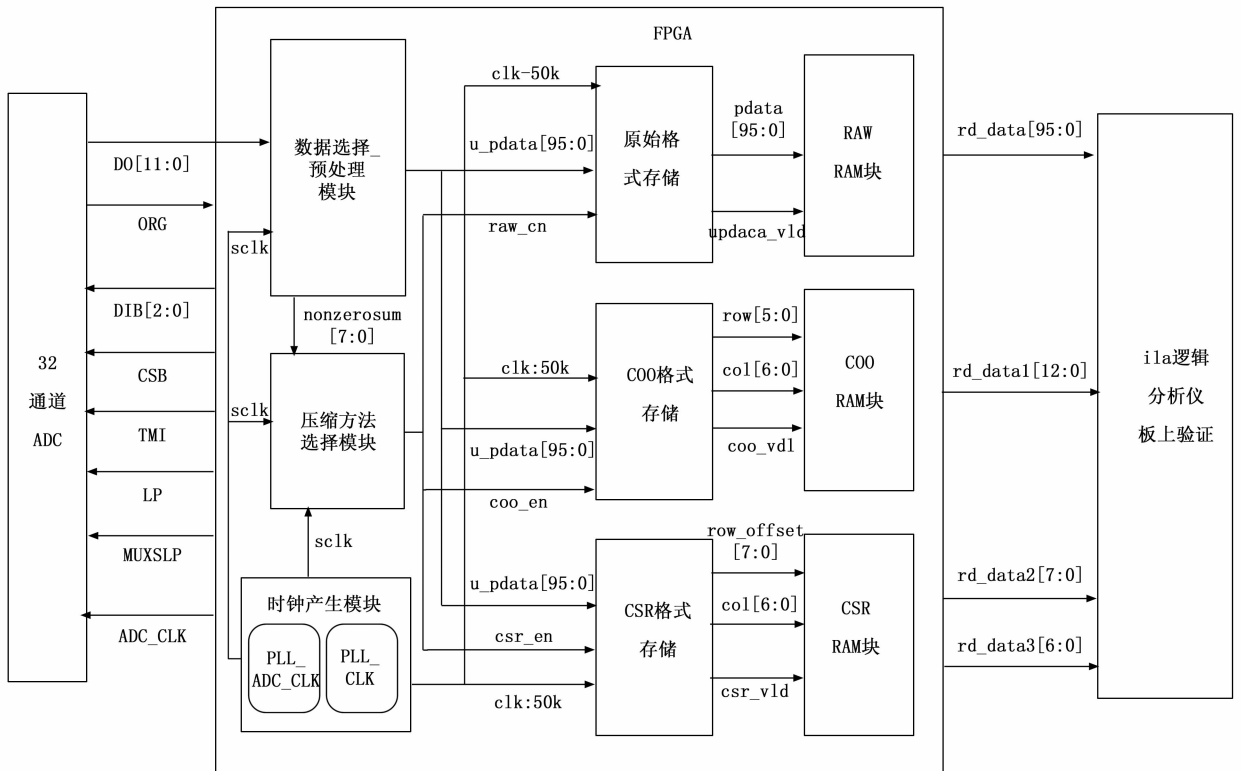 FPGA
32
通道
ADC
DO[11:0]
ORG
DIB[2:0]
CSB
TMI
LP
MUXSLP
ADC_CLK
数据选择_
预处理
模块
sclk
nonzerosum
[7:0]
sclk
压缩方法
选择模块
sclk
时钟产生模块
PLL_
ADC_CLK
PLL_
CLK
clk-50k
u_pdata[95:0]
raw_cn
原始格
式存储
pdata
[95:0]
updaca_vld
RAW
RAM块
clk:50k
u_pdata[95:0]
coo_en
COO格式
存储
row[5:0]
col[6:0]
coo_vdl
COO
RAM块
u_pdata[95:0]
csr_en
clk:50k
CSR格式
存储
row_offset
[7:0]
col[6:0]
csr_vld
CSR
RAM块
rd_data[95:0]
rd_data1[12:0]
rd_data2[7:0]
rd_data3[6:0]
ila逻辑
分析仪
板上验证